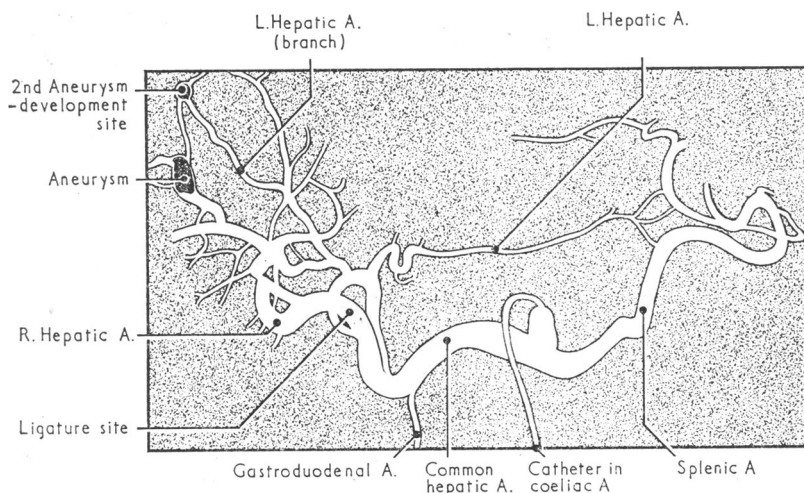 L.Hepatic A.
(branch)
L.Hepatic A.
2nd Aneurysm
-development
site
Aneurysm
R.Hepatic A.
Ligature site
Gastroduodenal A.
Common
hepatic A.
Catheter in
coeliac A
Splenic A